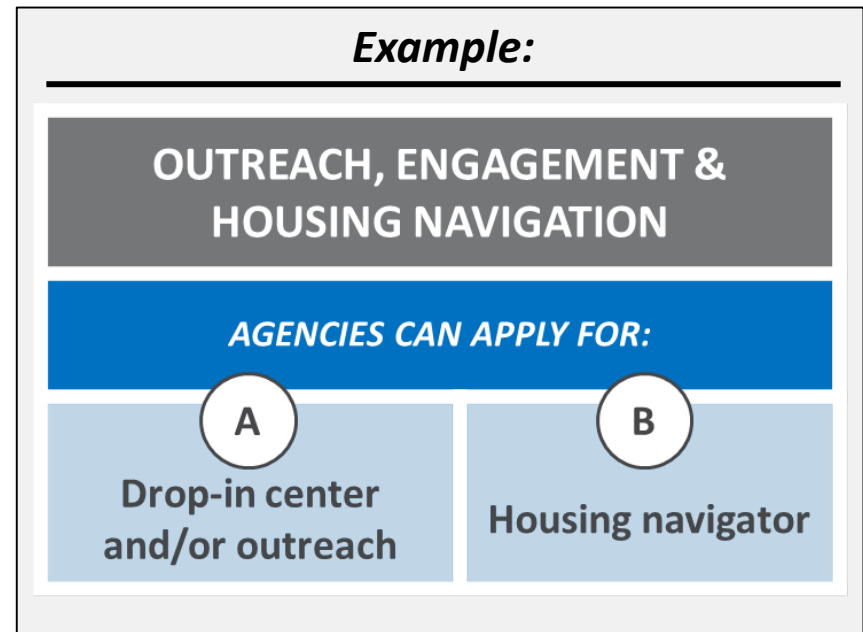 Example:
OUTREACH, ENGAGEMENT &
HOUSING NAVIGATION
AGENCIES CAN APPLY FOR:
A
Drop-in center
and/or outreach
B
Housing navigator